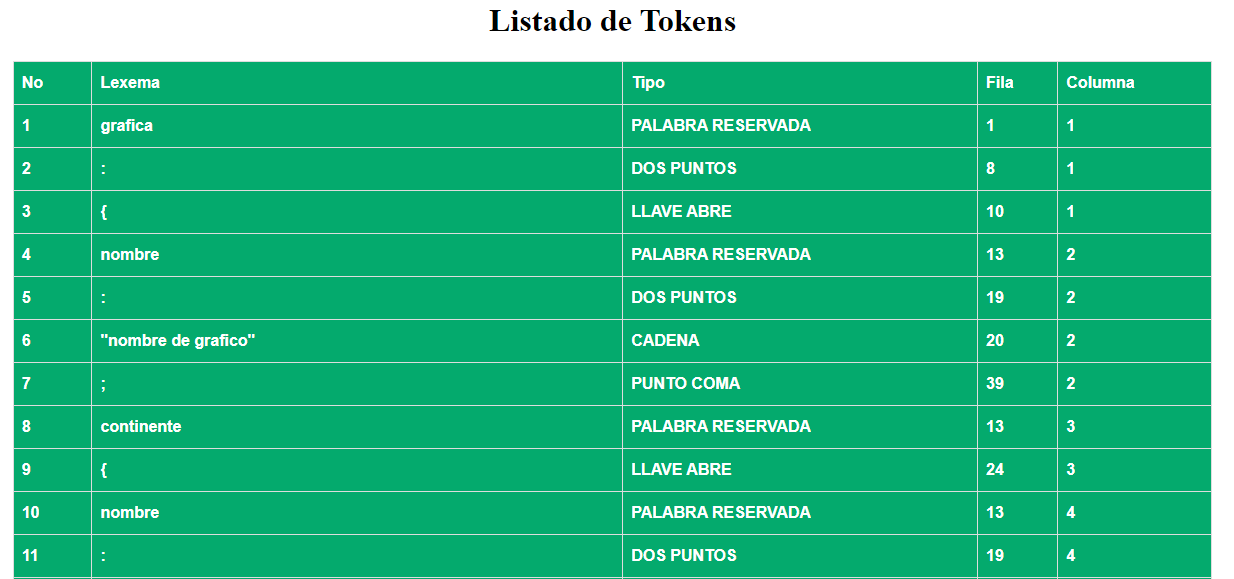 Listado de Tokens
No Lexema Tipo Fila Columna
1 grafica PALABRA RESERVADA 1 1
2 : DOS PUNTOS 8 1
3 { LLAVE ABRE 10 1
4 nombre PALABRA RESERVADA 13 2
5 : DOS PUNTOS 19 2
6 "nombre de grafico" CADENA 20 2
7 ; PUNTO COMA 39 2
8 continente PALABRA RESERVADA 13 3
9 { LLAVE ABRE 24 3
10 nombre PALABRA RESERVADA 13 4
11 : DOS PUNTOS 19 4